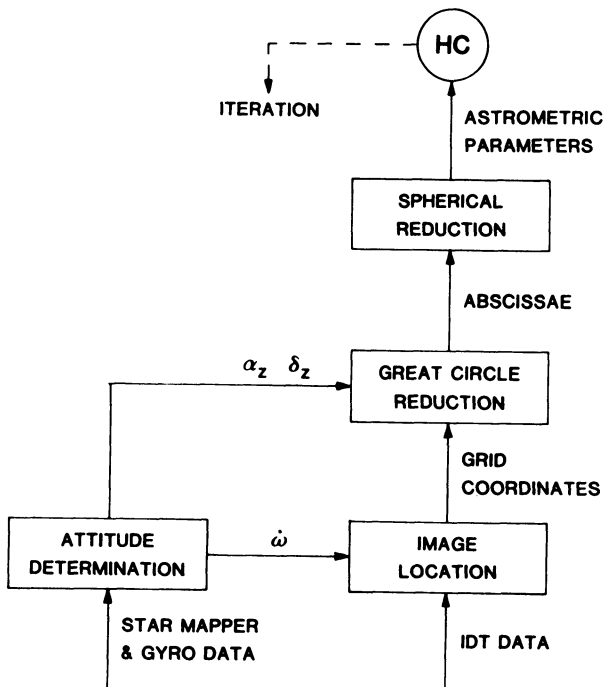 HC
ITERATION
ASTROMETRIC
PARAMETERS
SPHERICAL
REDUCTION
ABSCISSAE
α_z δ_z
GREAT CIRCLE
REDUCTION
GRID
COORDINATES
ATTITUDE
DETERMINATION
ω̇
IMAGE
LOCATION
STAR MAPPER
& GYRO DATA
IDT DATA